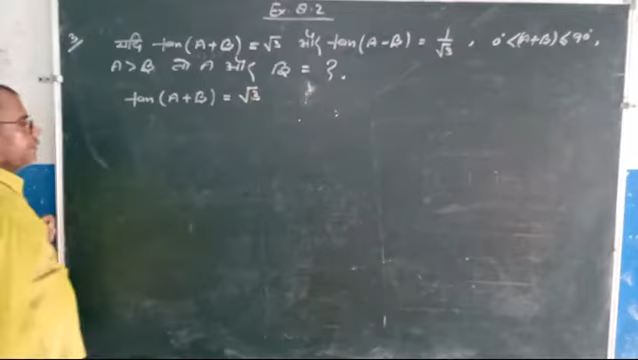 Ex. 8.2
3) यदि tan(A+B) = √3 और tan(A-B) = 1/√3 , 0°<(A+B)≤90°,
A>B तो A और B = ?.
tan(A+B) = √3